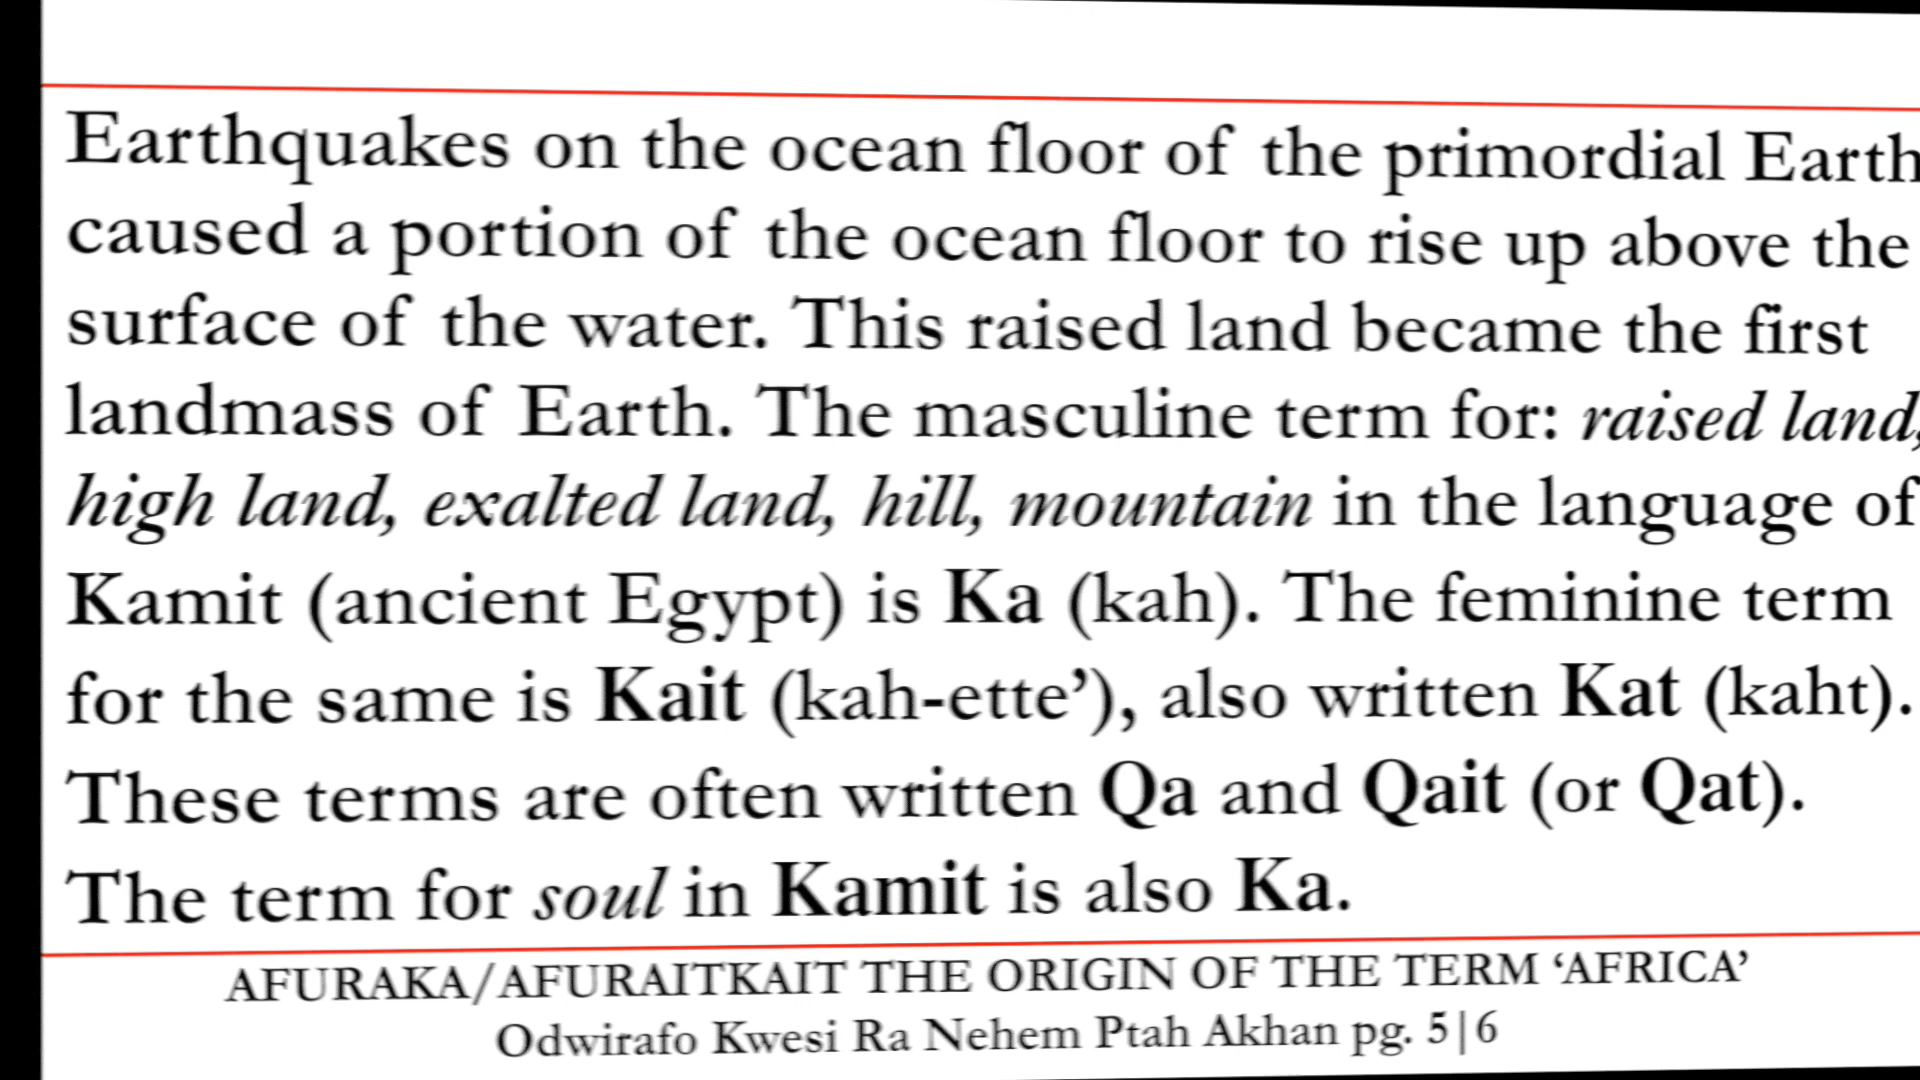 Earthquakes on the ocean floor of the primordial Earth
caused a portion of the ocean floor to rise up above the
surface of the water. This raised land became the first
landmass of Earth. The masculine term for: raised land,
high land, exalted land, hill, mountain in the language of
Kamit (ancient Egypt) is Ka (kah). The feminine term
for the same is Kait (kah-ette’), also written Kat (kaht).
These terms are often written Qa and Qait (or Qat).
The term for soul in Kamit is also Ka.
AFURAKA/AFURAITKAIT THE ORIGIN OF THE TERM ‘AFRICA’
Odwirafo Kwesi Ra Nehem Ptah Akhan pg. 5|6